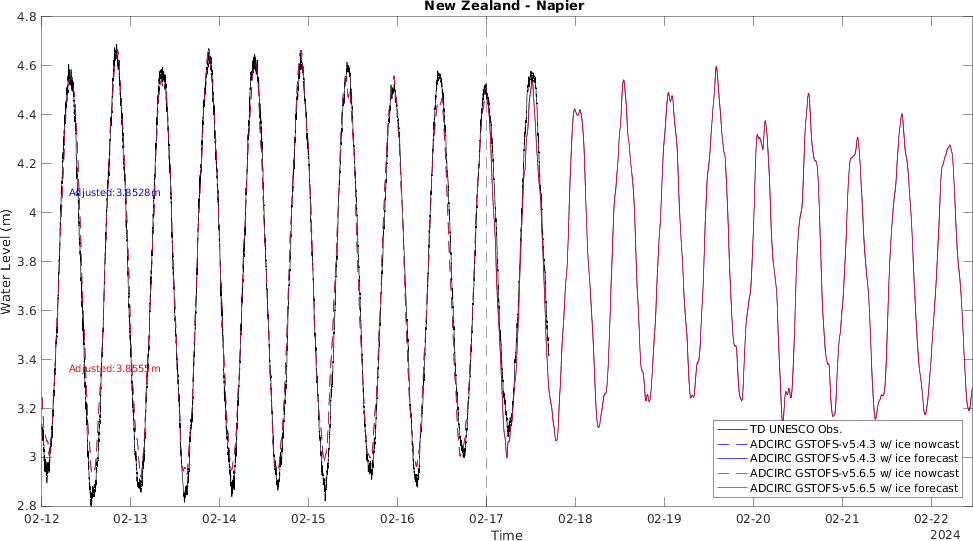 New Zealand - Napier
4.8
4.6
4.4
4.2
4
3.8
3.6
3.4
3.2
3
2.8
Water Level (m)
Adjusted:3.8528m
Adjusted:3.8555m
TD UNESCO Obs.
ADCIRC GSTOFS-v5.4.3 w/ ice nowcast
ADCIRC GSTOFS-v5.4.3 w/ ice forecast
ADCIRC GSTOFS-v5.6.5 w/ ice nowcast
ADCIRC GSTOFS-v5.6.5 w/ ice forecast
02-12 02-13 02-14 02-15 02-16 02-17 02-18 02-19 02-20 02-21 02-22
Time
2024